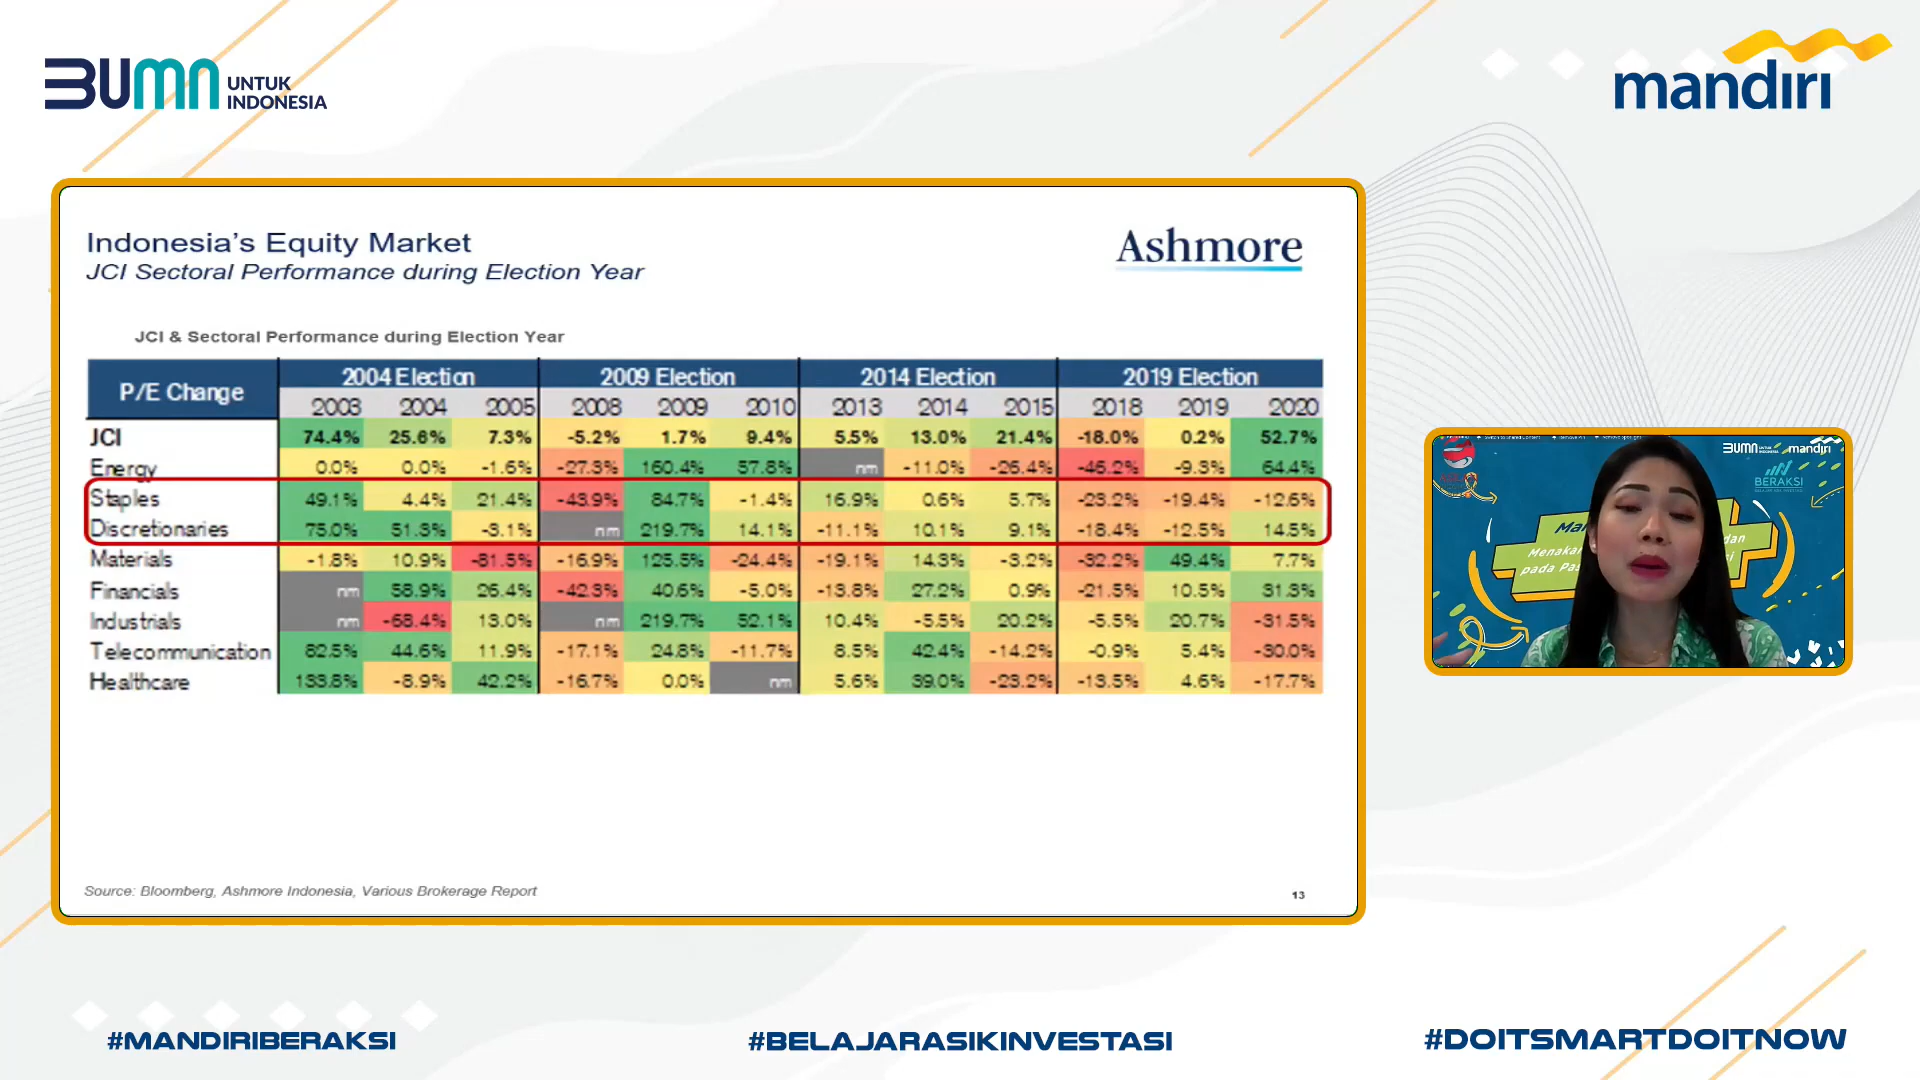 BUMN
UNTUK
INDONESIA
mandiri
Indonesia's Equity Market
JCI Sectoral Performance during Election Year
Ashmore
JCI & Sectoral Performance during Election Year
P/E Change 2004 Election 2009 Election 2014 Election 2019 Election
2003 2004 2005 2008 2009 2010 2013 2014 2015 2018 2019 2020
JCI 74.4% 25.6% 7.3% -5.2% 1.7% 9.4% 5.5% 13.0% 21.4% -18.0% 0.2% 52.7%
Energy 0.0% 0.0% -1.6% -27.3% 160.4% 57.8% nm -11.0% -26.4% -46.2% -9.3% 64.4%
Staples 49.1% 4.4% 21.4% -43.9% 84.7% -1.4% 16.9% 0.6% 5.7% -23.2% -19.4% -12.6%
Discretionaries 75.0% 51.3% -3.1% nm 219.7% 14.1% -11.1% 10.1% 9.1% -18.4% -12.5% 14.5%
Materials -1.8% 10.9% -81.5% -16.9% 125.5% -24.4% -19.1% 14.3% -3.2% -32.2% 49.4% 7.7%
Financials nm 58.9% 26.4% -42.3% 40.6% -5.0% -13.8% 27.2% 0.9% -21.5% 10.5% 31.3%
Industrials nm -68.4% 13.0% nm 219.7% 52.1% 10.4% -5.5% 20.2% -5.5% 20.7% -31.5%
Telecommunication 82.5% 44.6% 11.9% -17.1% 24.8% -11.7% 8.5% 42.4% -14.2% -0.9% 5.4% -30.0%
Healthcare 133.8% -8.9% 42.2% -16.7% 0.0% nm 5.6% 39.0% -23.2% -13.5% 4.6% -17.7%
Source: Bloomberg, Ashmore Indonesia, Various Brokerage Report
13
BUMN
mandiri
BERAKSI
Menaka
dan
pada Pas
#MANDIRIBERAKSI
#BELAJARASIKINVESTASI
#DOITSMARTDOITNOW